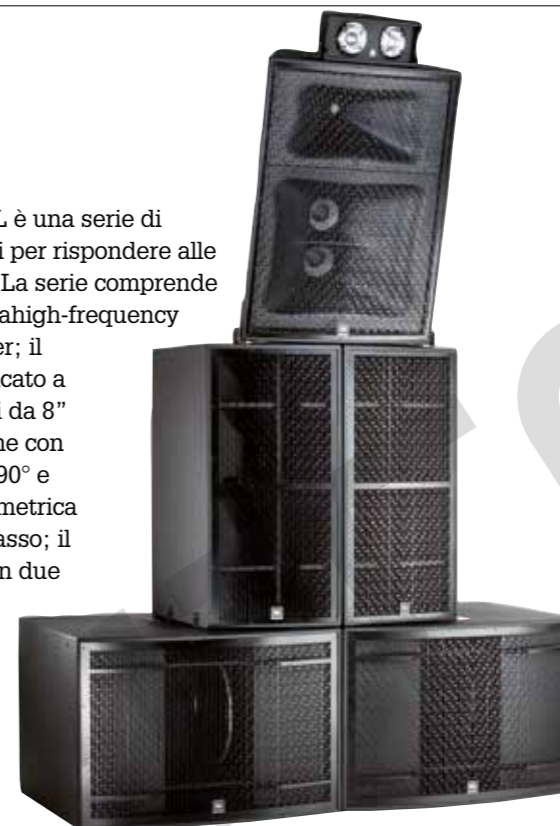 L è una serie di
i per rispondere alle
La serie comprende
ahigh-frequency
er; il
cato a
i da 8”
ne con
90° e
metrica
asso; il
n due